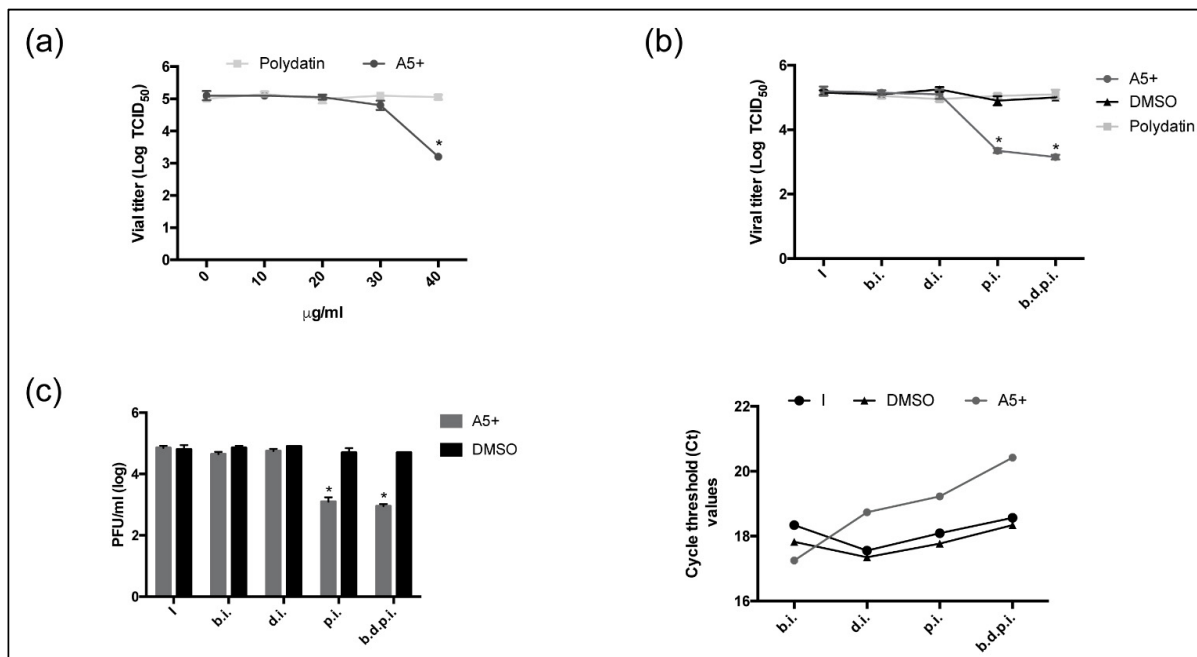 (a)
Polydatin A5+
Vial titer (Log TCID50)
6
5
4
3
2
1
0
0 10 20 30 40
*
µg/ml
(b)
A5+
DMSO
Polydatin
Viral titer (Log TCID50)
6
4
2
0
* *
I b.i. d.i. p.i. b.d.p.i.
(c)
A5+
DMSO
PFU/ml (log)
6
4
2
0
* *
I b.i. d.i. p.i. b.d.p.i.
I DMSO A5+
Cycle threshold (Ct)
values
22
20
18
16
b.i. d.i. p.i. b.d.p.i.